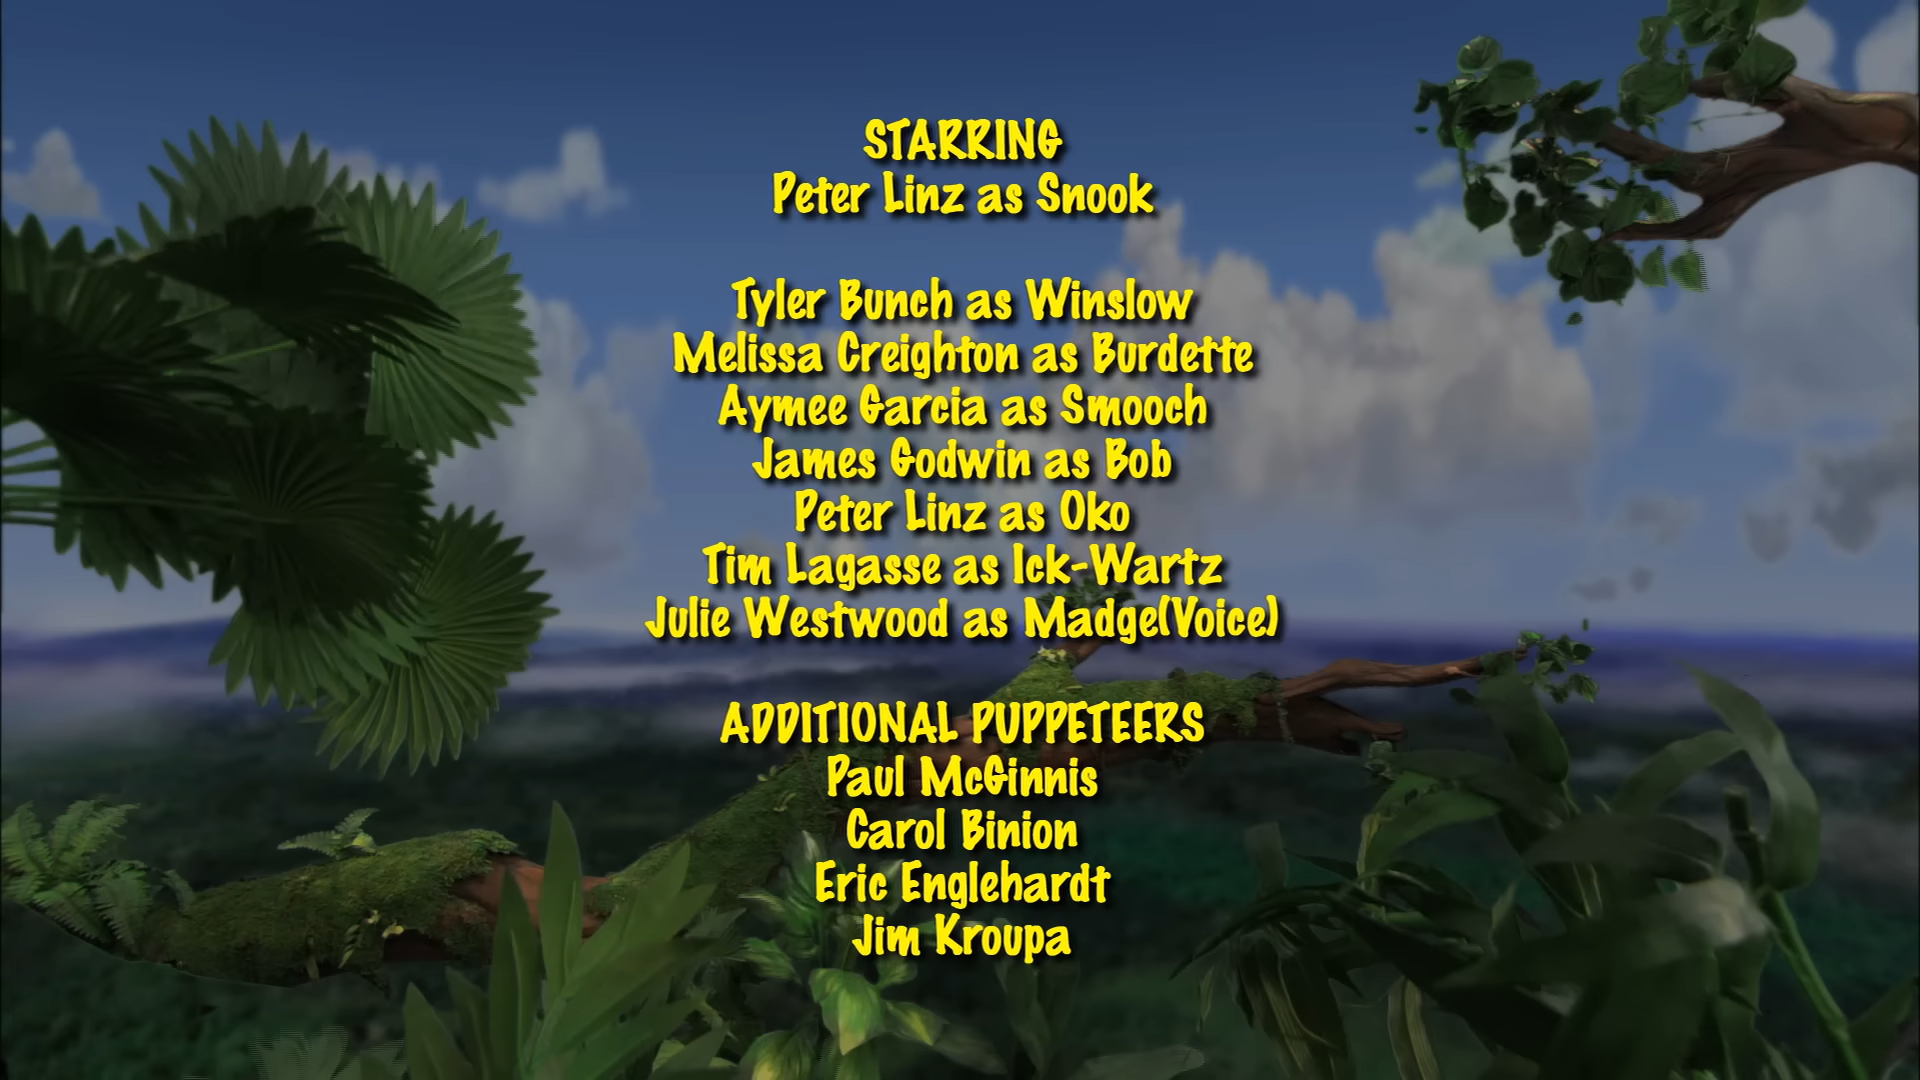 STARRING
Peter Linz as Snook
Tyler Bunch as Winslow
Melissa Creighton as Burdette
Aymee Garcia as Smooch
James Godwin as Bob
Peter Linz as Oko
Tim Lagasse as Ick-Wartz
Julie Westwood as Madge(Voice)
ADDITIONAL PUPPETEERS
Paul McGinnis
Carol Binion
Eric Englehardt
Jim Kroupa